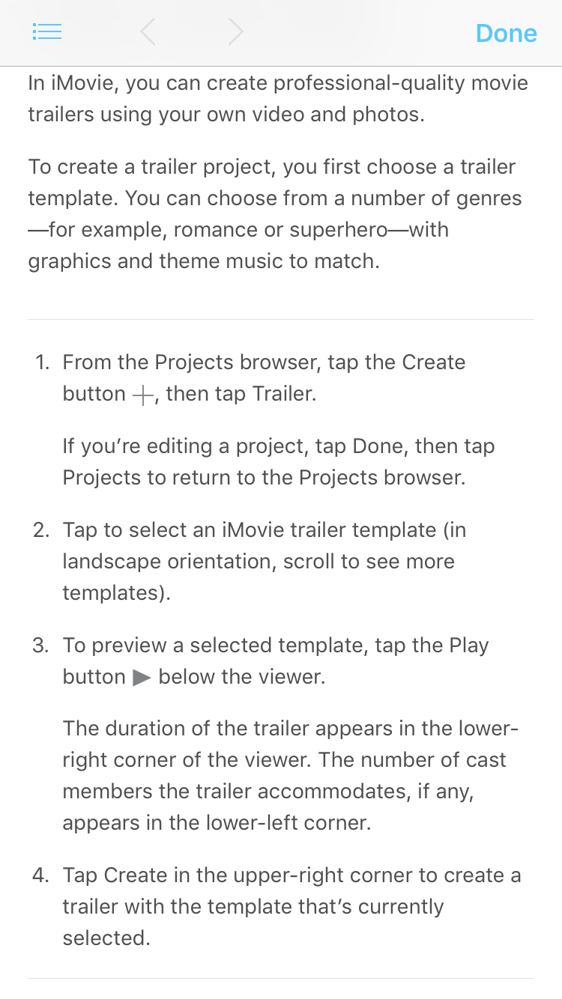 Done
In iMovie, you can create professional-quality movie
trailers using your own video and photos.
To create a trailer project, you first choose a trailer
template. You can choose from a number of genres
—for example, romance or superhero—with
graphics and theme music to match.
1. From the Projects browser, tap the Create
button +, then tap Trailer.
If you’re editing a project, tap Done, then tap
Projects to return to the Projects browser.
2. Tap to select an iMovie trailer template (in
landscape orientation, scroll to see more
templates).
3. To preview a selected template, tap the Play
button ▶ below the viewer.
The duration of the trailer appears in the lower-
right corner of the viewer. The number of cast
members the trailer accommodates, if any,
appears in the lower-left corner.
4. Tap Create in the upper-right corner to create a
trailer with the template that’s currently
selected.